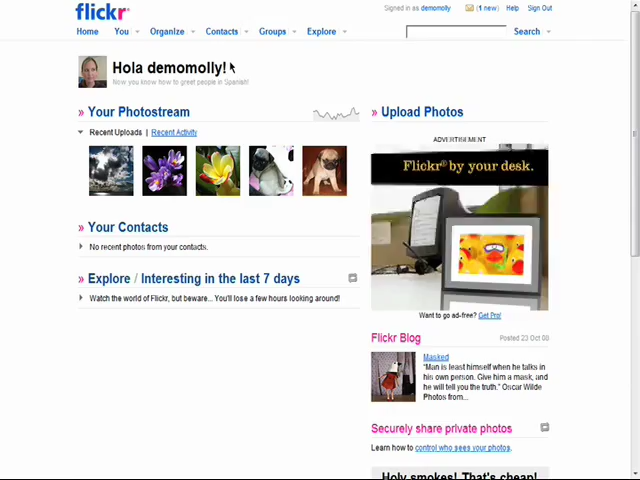 flickr
Signed in as demomolly (1 new) Help Sign Out
Home You Organize Contacts Groups Explore Search
Hola demomolly!
Now you know how to greet people in Spanish!
» Your Photostream
» Upload Photos
Recent Uploads | Recent Activity
ADVERTISEMENT
Flickr® by your desk.
» Your Contacts
No recent photos from your contacts.
» Explore / Interesting in the last 7 days
Watch the world of Flickr, but beware... You'll lose a few hours looking around!
Want to go ad-free? Get Pro!
Flickr Blog Posted 23 Oct 08
Masked
"Man is least himself when he talks in
his own person. Give him a mask, and
he will tell you the truth." Oscar Wilde
Photos from...
Securely share private photos
Learn how to control who sees your photos.
Holy smokes! That's cheap!